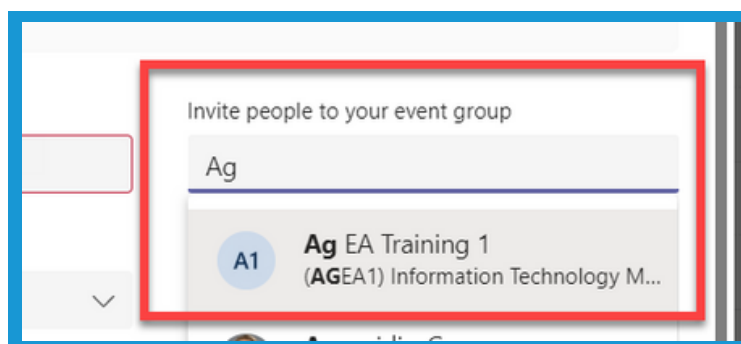 Invite people to your event group
Ag
A1
Ag EA Training 1
(AGEA1) Information Technology M...